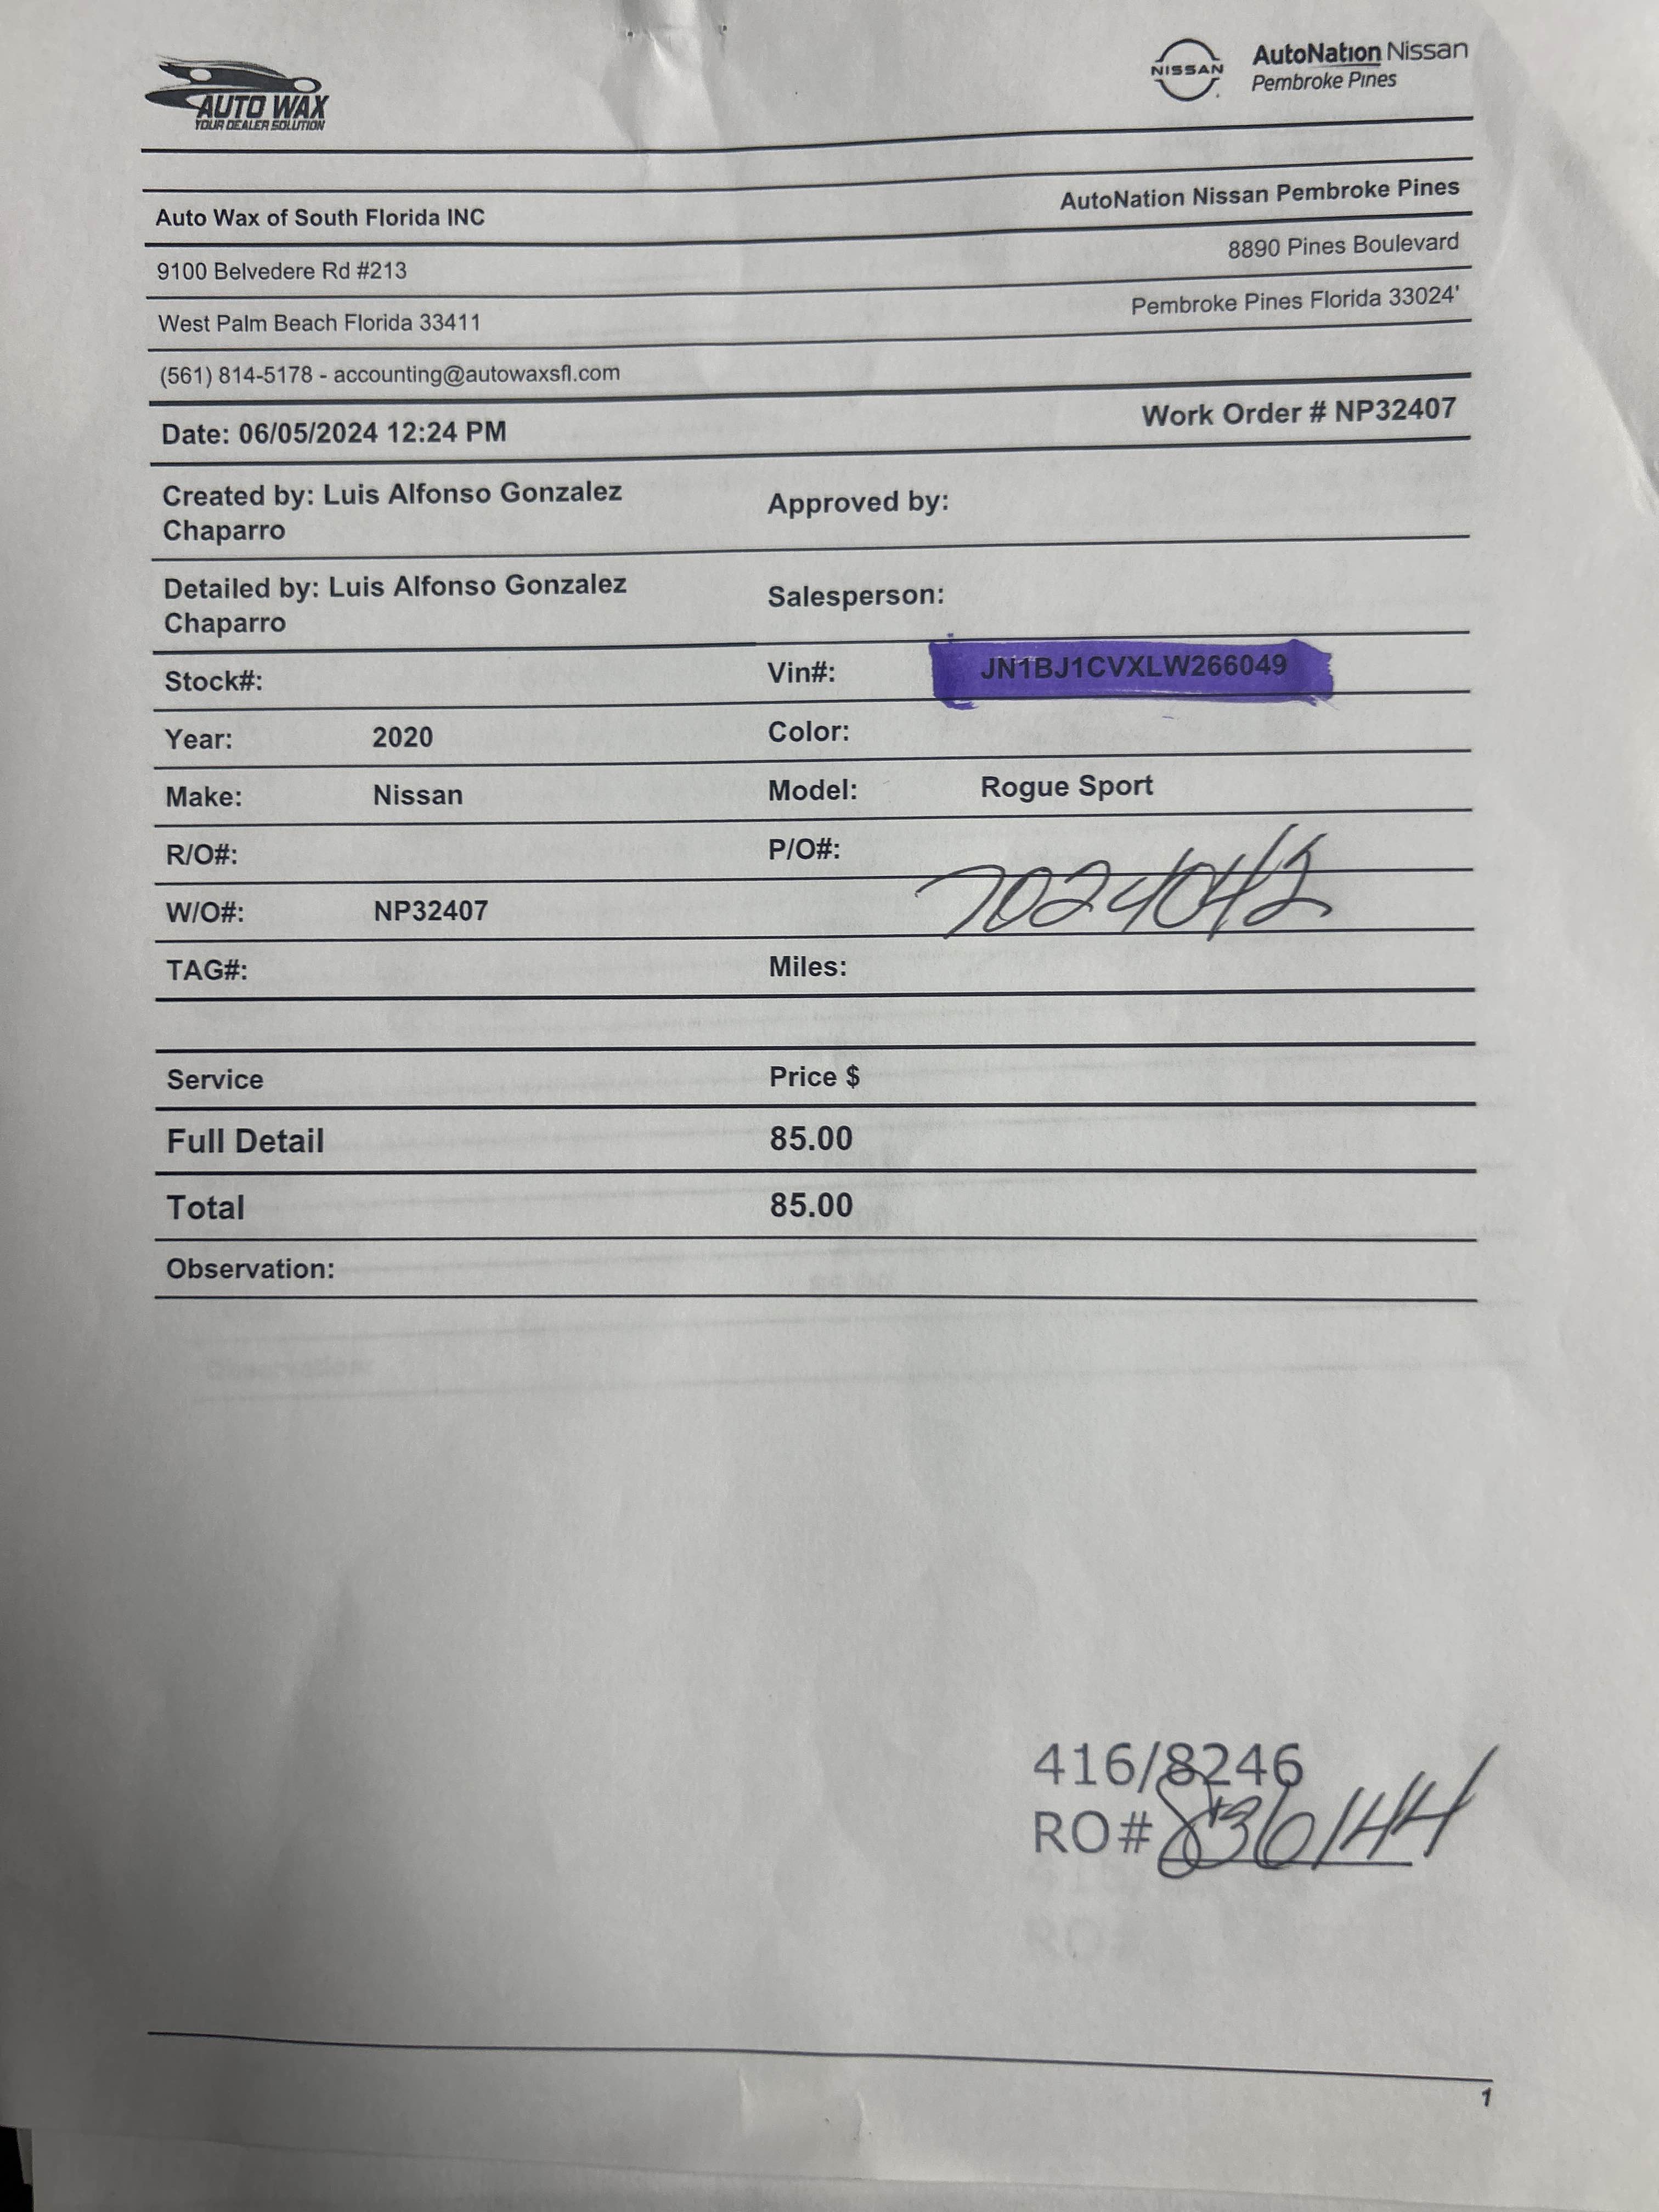 AUTO WAX
YOUR DEALER SOLUTION
NISSAN
AutoNation Nissan
Pembroke Pines
Auto Wax of South Florida INC
AutoNation Nissan Pembroke Pines
9100 Belvedere Rd #213
8890 Pines Boulevard
West Palm Beach Florida 33411
Pembroke Pines Florida 33024'
(561) 814-5178 - accounting@autowaxsfl.com
Date: 06/05/2024 12:24 PM
Work Order # NP32407
Created by: Luis Alfonso Gonzalez
Chaparro
Approved by:
Detailed by: Luis Alfonso Gonzalez
Chaparro
Salesperson:
Stock#:
Vin#: JN1BJ1CVXLW266049
Year: 2020
Color:
Make: Nissan
Model: Rogue Sport
R/O#:
P/O#:
7024042
W/O#: NP32407
TAG#:
Miles:
Service Price $
Full Detail 85.00
Total 85.00
Observation:
416/8246
RO# 836144
1